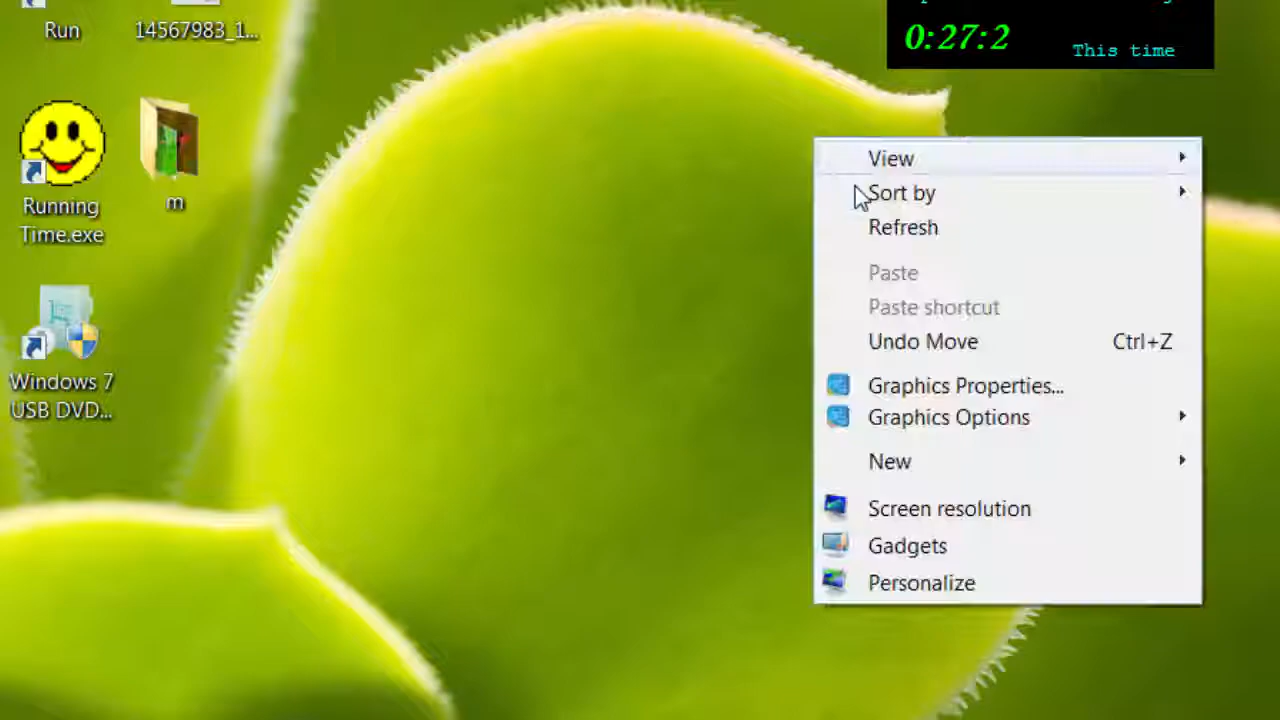 Run
14567983_1...
0:27:2
This time
Running
Time.exe
m
Windows 7
USB DVD...
View
Sort by
Refresh
Paste
Paste shortcut
Undo Move Ctrl+Z
Graphics Properties...
Graphics Options
New
Screen resolution
Gadgets
Personalize